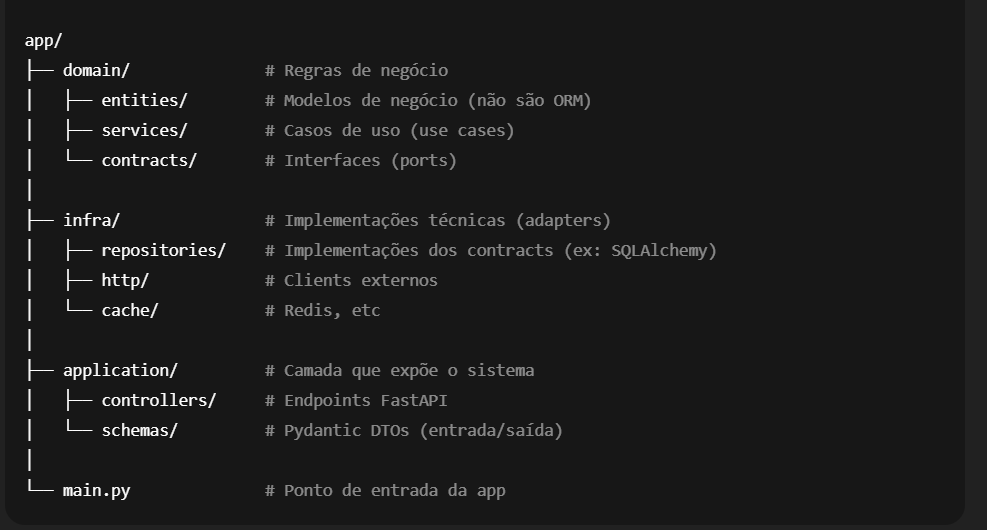 app/
├── domain/              # Regras de negócio
│   ├── entities/        # Modelos de negócio (não são ORM)
│   ├── services/        # Casos de uso (use cases)
│   └── contracts/       # Interfaces (ports)
│
├── infra/               # Implementações técnicas (adapters)
│   ├── repositories/    # Implementações dos contracts (ex: SQLAlchemy)
│   ├── http/            # Clients externos
│   └── cache/           # Redis, etc
│
├── application/         # Camada que expõe o sistema
│   ├── controllers/     # Endpoints FastAPI
│   └── schemas/         # Pydantic DTOs (entrada/saída)
│
└── main.py              # Ponto de entrada da app